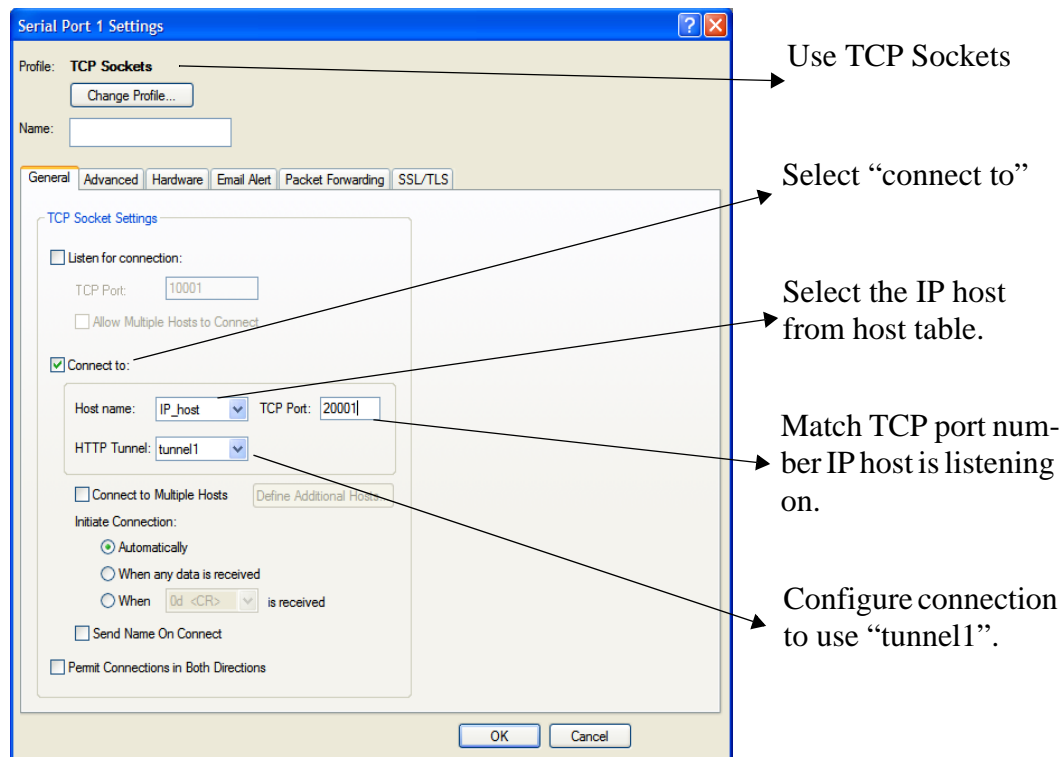 Serial Port 1 Settings
Profile: TCP Sockets
Change Profile...
Name:
General Advanced Hardware Email Alert Packet Forwarding SSL/TLS
TCP Socket Settings
Listen for connection:
TCP Port: 10001
Allow Multiple Hosts to Connect
Connect to:
Host name: IP_host TCP Port: 20001
HTTP Tunnel: tunnel1
Connect to Multiple Hosts Define Additional Hosts...
Initiate Connection:
Automatically
When any data is received
When 0d <CR> is received
Send Name On Connect
Permit Connections in Both Directions
OK Cancel
Use TCP Sockets
Select “connect to”
Select the IP host
from host table.
Match TCP port num-
ber IP host is listening
on.
Configure connection
to use “tunnel1”.